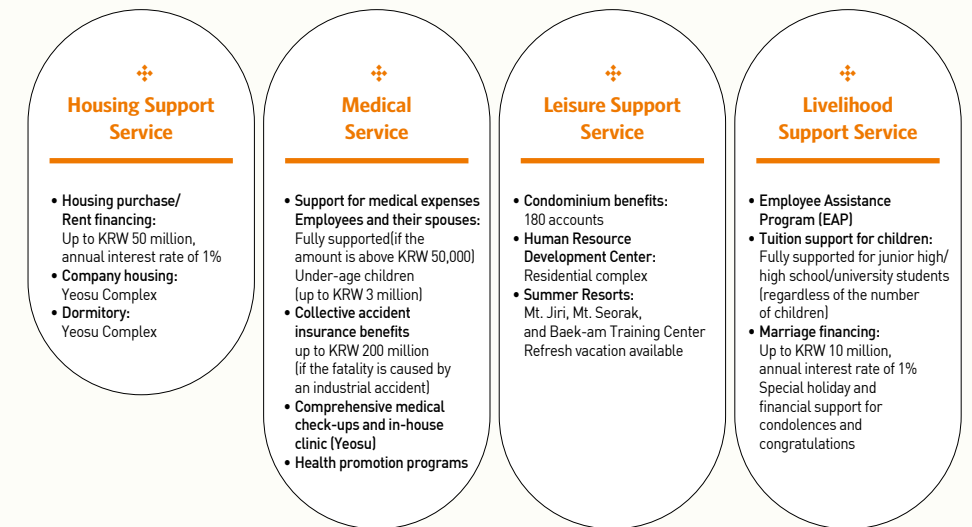 Housing Support
Service
• Housing purchase/
Rent financing:
Up to KRW 50 million,
annual interest rate of 1%
• Company housing:
Yeosu Complex
• Dormitory:
Yeosu Complex
Medical
Service
• Support for medical expenses
Employees and their spouses:
Fully supported(if the
amount is above KRW 50,000)
Under-age children
(up to KRW 3 million)
• Collective accident
insurance benefits
up to KRW 200 million
(if the fatality is caused by
an industrial accident)
• Comprehensive medical
check-ups and in-house
clinic (Yeosu)
• Health promotion programs
Leisure Support
Service
• Condominium benefits:
180 accounts
• Human Resource
Development Center:
Residential complex
• Summer Resorts:
Mt. Jiri, Mt. Seorak,
and Baek-am Training Center
Refresh vacation available
Livelihood
Support Service
• Employee Assistance
Program (EAP)
• Tuition support for children:
Fully supported for junior high/
high school/university students
(regardless of the number
of children)
• Marriage financing:
Up to KRW 10 million,
annual interest rate of 1%
Special holiday and
financial support for
condolences and
congratulations